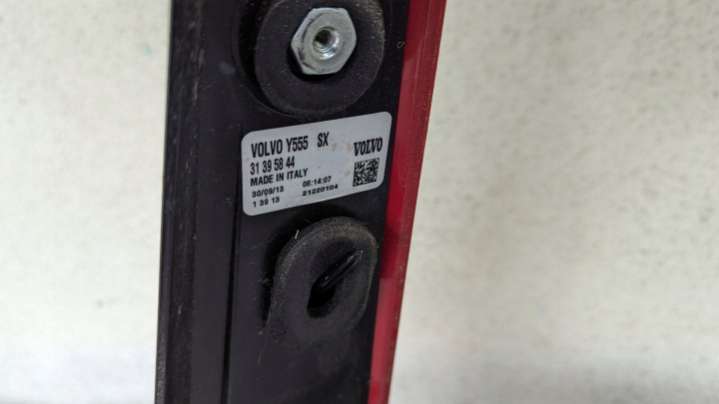 VOLVO Y555 SX
31 39 58 44
VOLVO
MADE IN ITALY
30/09/13 06:14:07
1 39 13 21220104